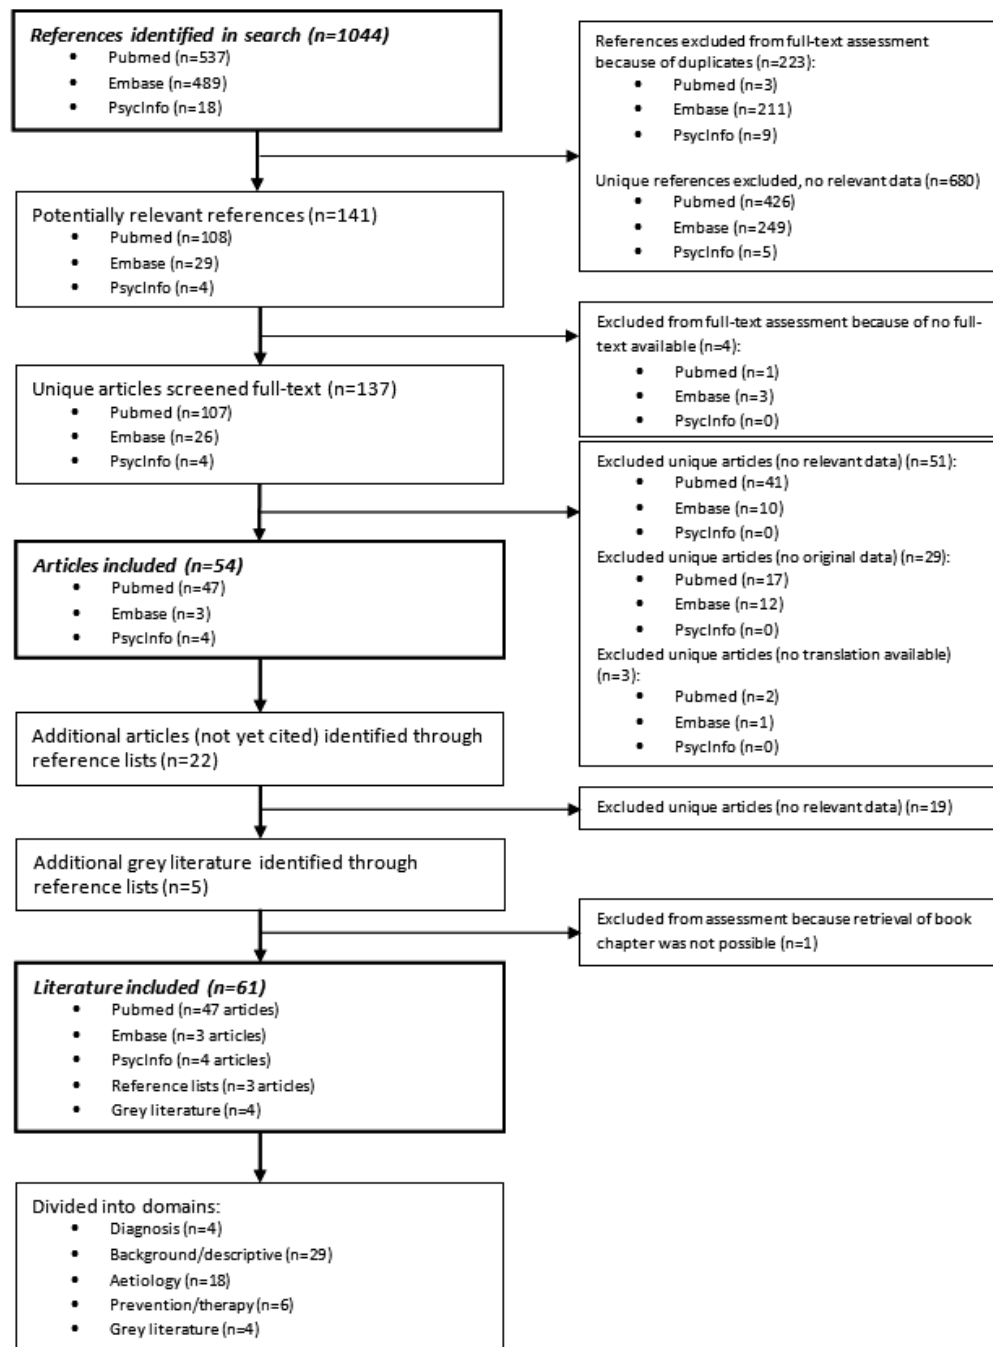 References identified in search (n=1044)
• Pubmed (n=537)
• Embase (n=489)
• PsycInfo (n=18)
References excluded from full-text assessment
because of duplicates (n=223):
• Pubmed (n=3)
• Embase (n=211)
• PsycInfo (n=9)
Unique references excluded, no relevant data (n=680)
• Pubmed (n=426)
• Embase (n=249)
• PsycInfo (n=5)
Potentially relevant references (n=141)
• Pubmed (n=108)
• Embase (n=29)
• PsycInfo (n=4)
Excluded from full-text assessment because of no full-
text available (n=4):
• Pubmed (n=1)
• Embase (n=3)
• PsycInfo (n=0)
Unique articles screened full-text (n=137)
• Pubmed (n=107)
• Embase (n=26)
• PsycInfo (n=4)
Excluded unique articles (no relevant data) (n=51):
• Pubmed (n=41)
• Embase (n=10)
• PsycInfo (n=0)
Excluded unique articles (no original data) (n=29):
• Pubmed (n=17)
• Embase (n=12)
• PsycInfo (n=0)
Excluded unique articles (no translation available)
(n=3):
• Pubmed (n=2)
• Embase (n=1)
• PsycInfo (n=0)
Articles included (n=54)
• Pubmed (n=47)
• Embase (n=3)
• PsycInfo (n=4)
Additional articles (not yet cited) identified through
reference lists (n=22)
Excluded unique articles (no relevant data) (n=19)
Additional grey literature identified through
reference lists (n=5)
Excluded from assessment because retrieval of book
chapter was not possible (n=1)
Literature included (n=61)
• Pubmed (n=47 articles)
• Embase (n=3 articles)
• PsycInfo (n=4 articles)
• Reference lists (n=3 articles)
• Grey literature (n=4)
Divided into domains:
• Diagnosis (n=4)
• Background/descriptive (n=29)
• Aetiology (n=18)
• Prevention/therapy (n=6)
• Grey literature (n=4)